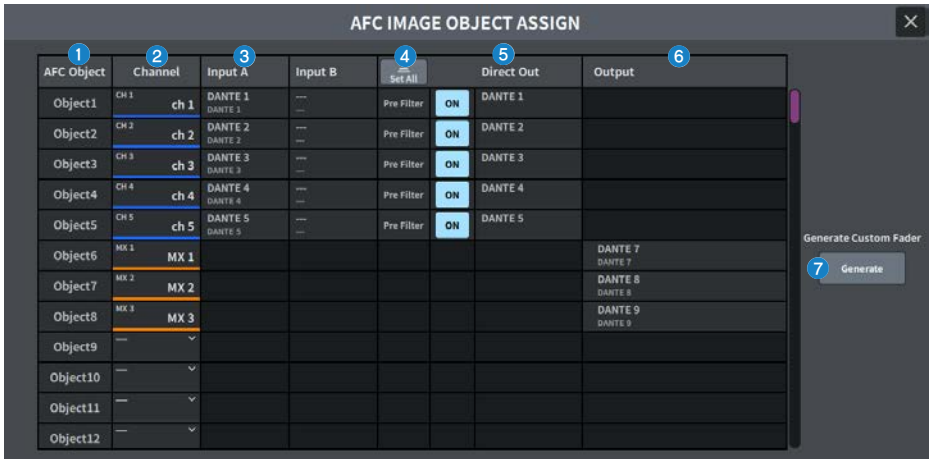 AFC IMAGE OBJECT ASSIGN
1 2 3 4 5 6
AFC Object Channel Input A Input B Set All Direct Out Output
Object1 CH 1 ch 1 DANTE 1 DANTE 1 --- --- Pre Filter ON DANTE 1
Object2 CH 2 ch 2 DANTE 2 DANTE 2 --- --- Pre Filter ON DANTE 2
Object3 CH 3 ch 3 DANTE 3 DANTE 3 --- --- Pre Filter ON DANTE 3
Object4 CH 4 ch 4 DANTE 4 DANTE 4 --- --- Pre Filter ON DANTE 4
Object5 CH 5 ch 5 DANTE 5 DANTE 5 --- --- Pre Filter ON DANTE 5
Object6 MX 1 MX 1 DANTE 7 DANTE 7
Object7 MX 2 MX 2 DANTE 8 DANTE 8
Object8 MX 3 MX 3 DANTE 9 DANTE 9
Object9 ---
Object10 ---
Object11 ---
Object12 ---
Generate Custom Fader
7 Generate